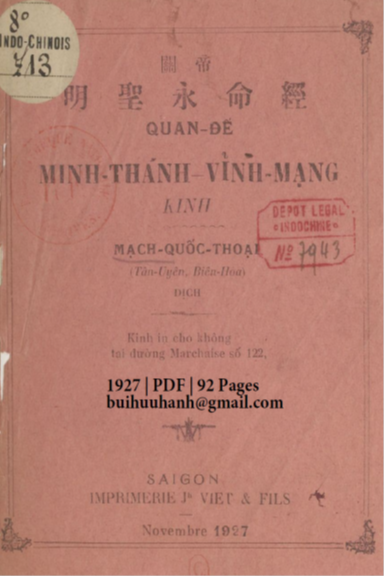 8º
INDO-CHINOIS
713
關帝
明聖永命經
QUAN-ĐẾ
MINH-THÁNH-VĨNH-MẠNG
KINH
DEPOT LEGAL
INDOCHINE
Nº 7943
MẠCH-QUỐC-THOẠI
(Tân-Uyên, Biên-Hòa)
DỊCH
Kinh in cho không
tại đường Marchaise số 122,
1927 | PDF | 92 Pages
buihuuhanh@gmail.com
SAIGON
IMPRIMERIE Jh VIET & FILS
Novembre 1927